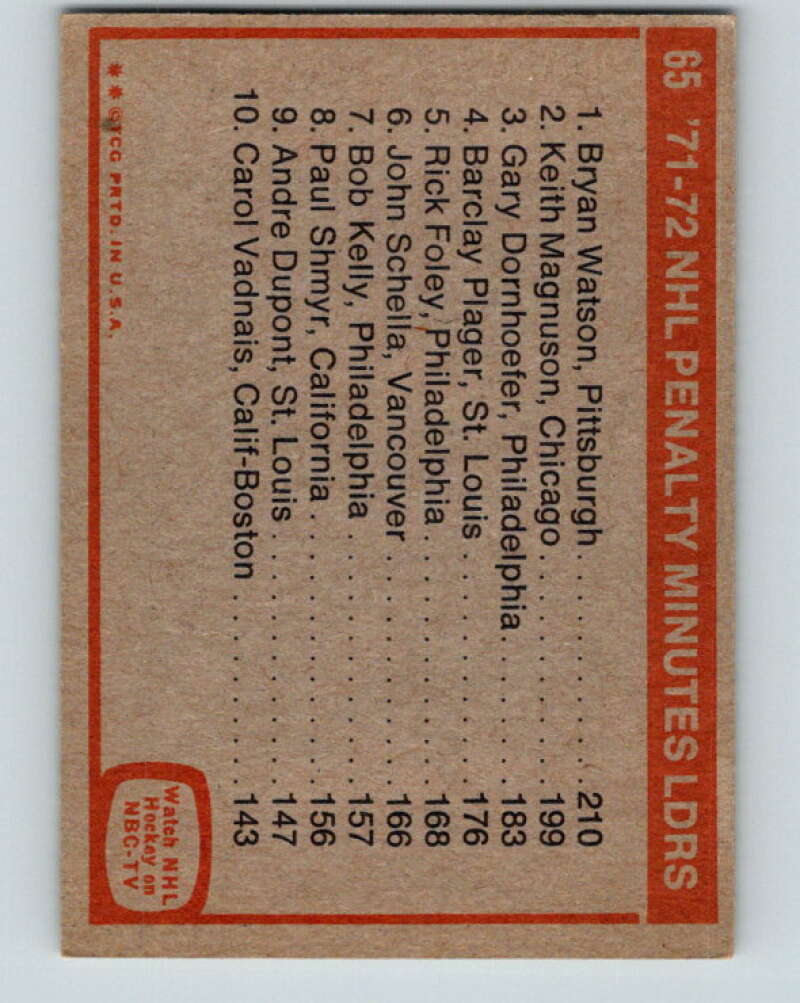 65 '71-72 NHL PENALTY MINUTES LDRS
1. Bryan Watson, Pittsburgh . . . . . . . . . . 210
2. Keith Magnuson, Chicago . . . . . . . . . . 199
3. Gary Dornhoefer, Philadelphia . . . . . . . 183
4. Barclay Plager, St. Louis . . . . . . . . . . . 176
5. Rick Foley, Philadelphia . . . . . . . . . . . 168
6. John Schella, Vancouver . . . . . . . . . . . 166
7. Bob Kelly, Philadelphia . . . . . . . . . . . 157
8. Paul Shmyr, California . . . . . . . . . . . . 156
9. Andre Dupont, St. Louis . . . . . . . . . . . 147
10. Carol Vadnais, Calif-Boston . . . . . . . . . 143
Watch NHL
Hockey on
NBC-TV
* * © TCG PRTD. IN U.S.A.